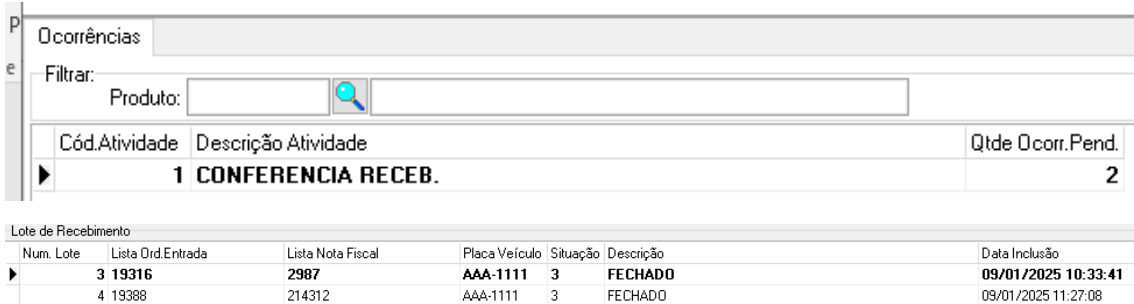 P
e
Ocorrências
Filtrar:
Produto:
Cód.Atividade Descrição Atividade Qtde Ocorr.Pend.
1 CONFERENCIA RECEB. 2
Lote de Recebimento
Num. Lote Lista Ord.Entrada Lista Nota Fiscal Placa Veículo Situação Descrição Data Inclusão
3 19316 2987 AAA-1111 3 FECHADO 09/01/2025 10:33:41
4 19388 214312 AAA-1111 3 FECHADO 09/01/2025 11:27:08